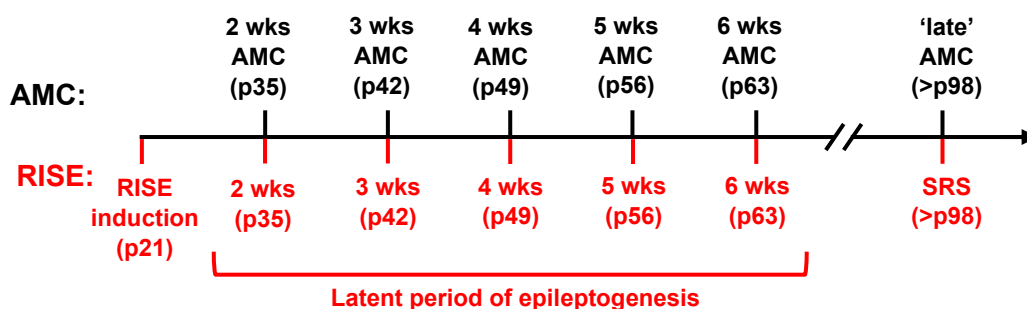 2 wks
AMC
(p35)
3 wks
AMC
(p42)
4 wks
AMC
(p49)
5 wks
AMC
(p56)
6 wks
AMC
(p63)
‘late’
AMC
(>p98)
AMC:
RISE:
RISE
induction
(p21)
2 wks
(p35)
3 wks
(p42)
4 wks
(p49)
5 wks
(p56)
6 wks
(p63)
SRS
(>p98)
Latent period of epileptogenesis